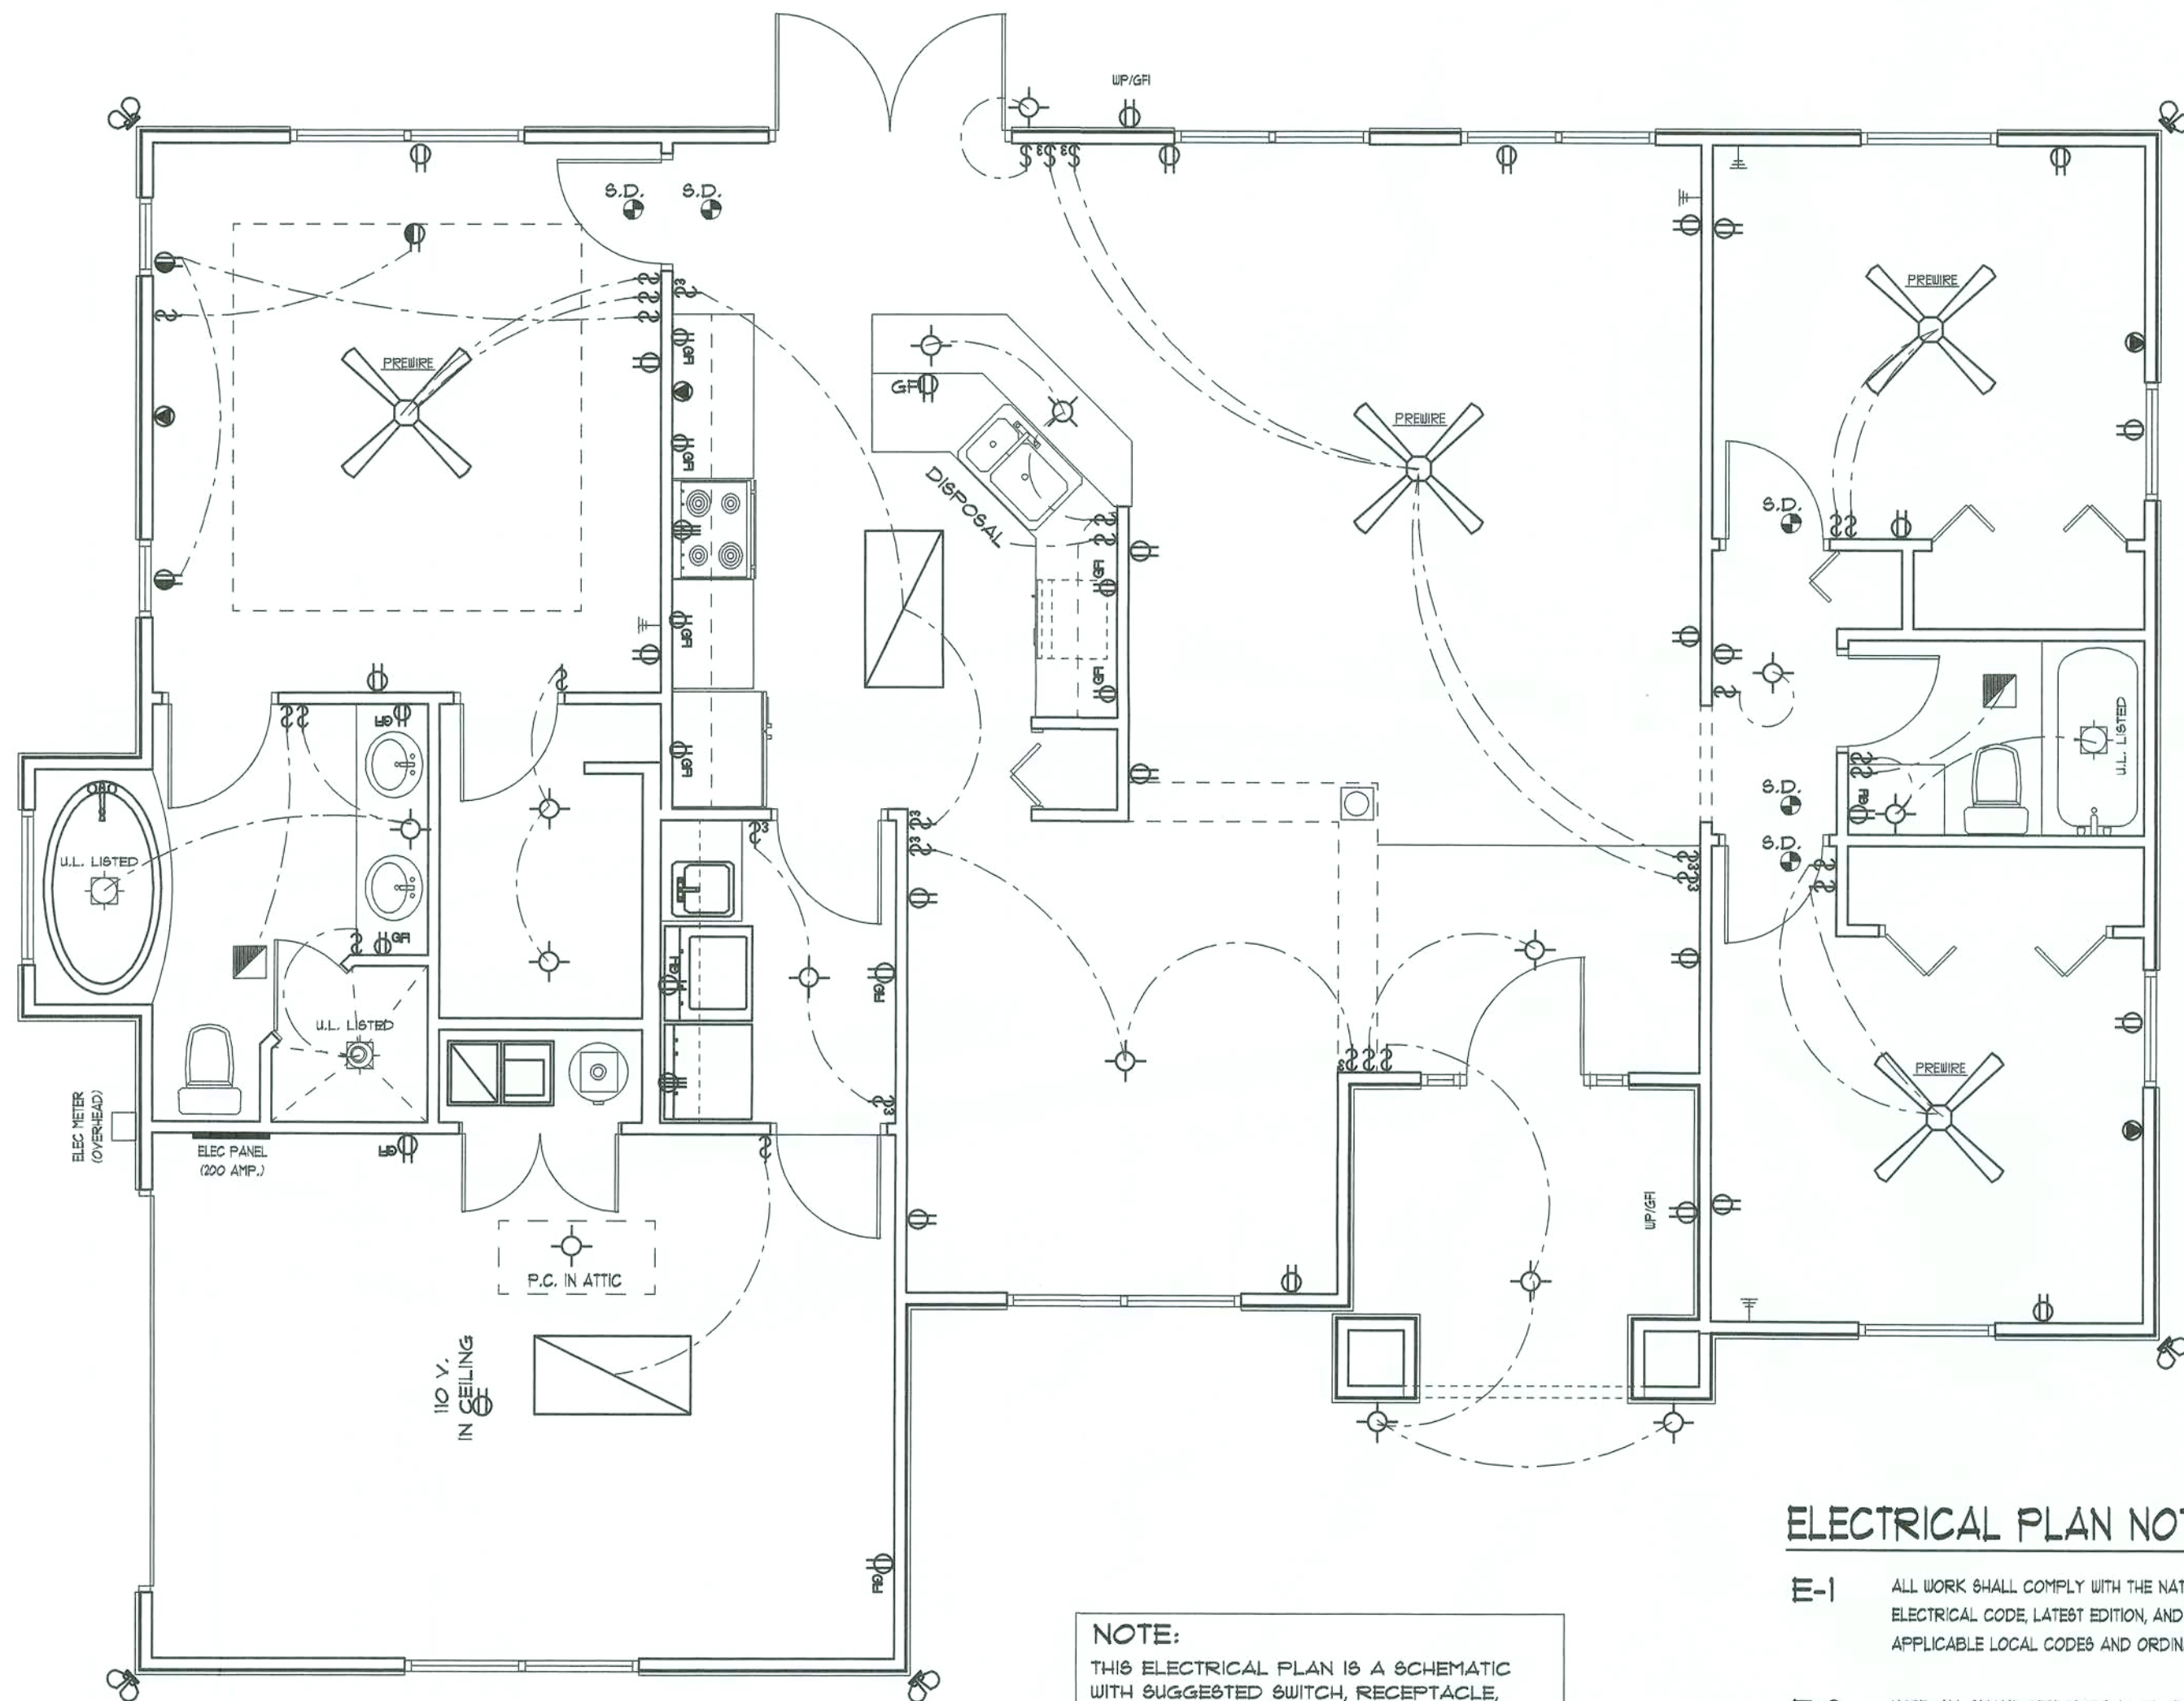 WP/GFI
S.D.
S.D.
PREWIRE
PREWIRE
PREWIRE
GFI
GFI
GFI
DISPOSAL
S.D.
GFI
GFI
GFI
GFI
GFI
U.L. LISTED
S.D.
GFI
S.D.
U.L. LISTED
GFI
GFI
GFI
U.L. LISTED
PREWIRE
ELEC METER
(OVERHEAD)
ELEC PANEL
(200 AMP.)
GFI
WP/GFI
P.C. IN ATTIC
110 V.
IN CEILING
GFI
ELECTRICAL PLAN NOT
E-1
ALL WORK SHALL COMPLY WITH THE NAT
ELECTRICAL CODE, LATEST EDITION, AND
APPLICABLE LOCAL CODES AND ORDIN
NOTE:
THIS ELECTRICAL PLAN IS A SCHEMATIC
WITH SUGGESTED SWITCH, RECEPTACLE,